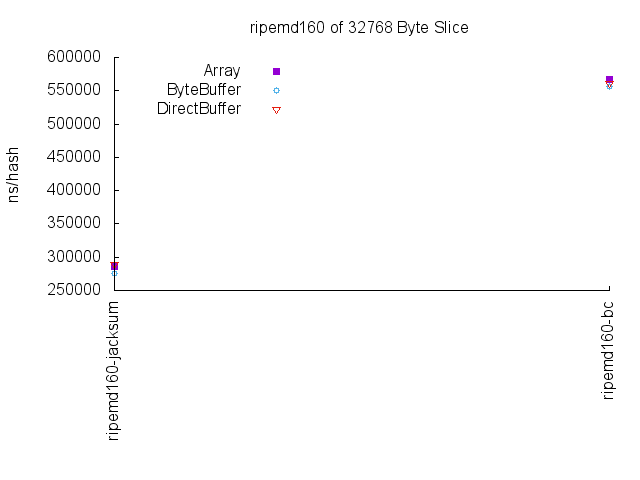 ripemd160 of 32768 Byte Slice
600000
550000
500000
450000
400000
350000
300000
250000
ns/hash
Array
ByteBuffer
DirectBuffer
ripemd160-jacksum
ripemd160-bc